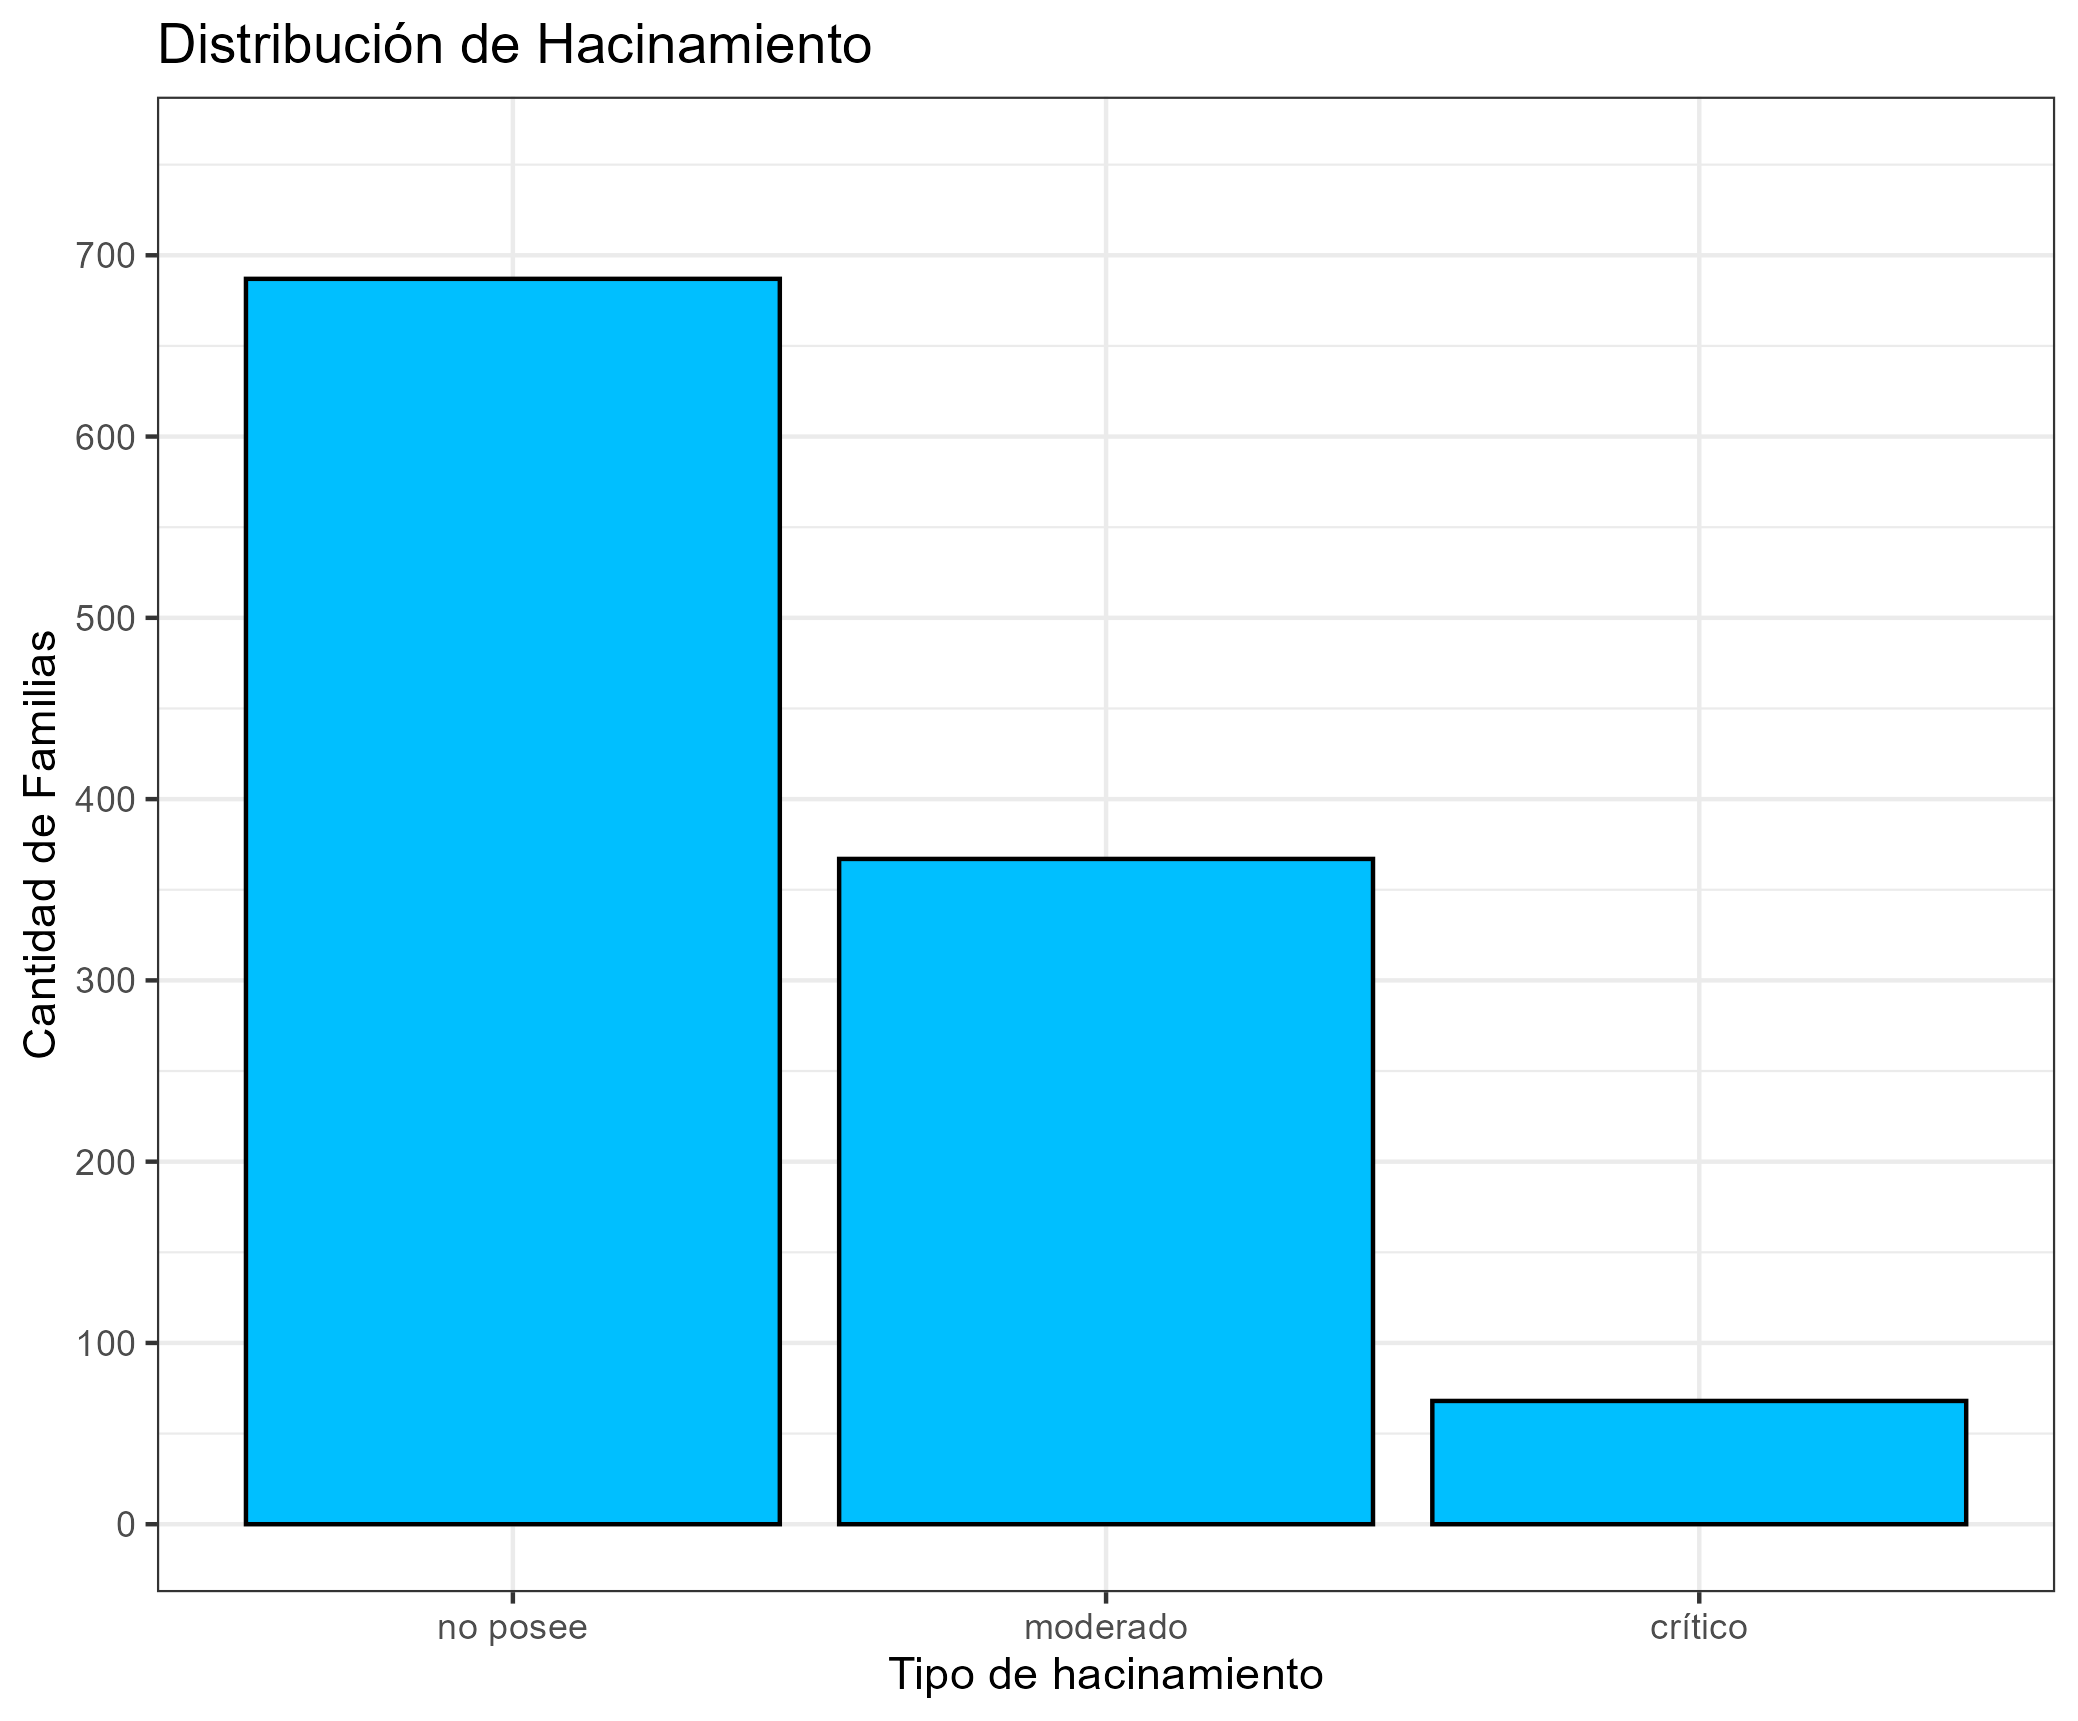 Distribución de Hacinamiento
Cantidad de Familias
700
600
500
400
300
200
100
0
no posee
moderado
crítico
Tipo de hacinamiento